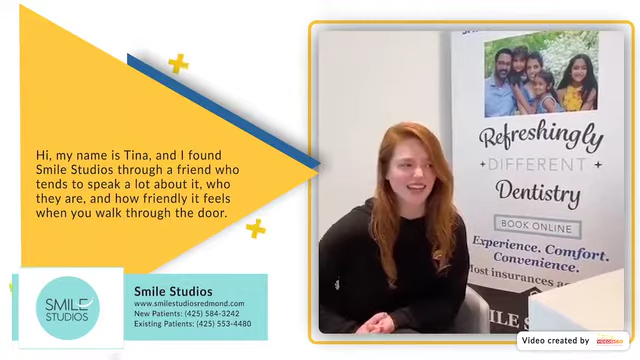 Hi, my name is Tina, and I found
Smile Studios through a friend who
tends to speak a lot about it, who
they are, and how friendly it feels
when you walk through the door.
SMILE
STUDIOS
Smile Studios
www.smilestudiosredmond.com
New Patients: (425) 584-3242
Existing Patients: (425) 553-4480
Refreshingly
DIFFERENT
Dentistry
BOOK ONLINE
Experience. Comfort.
Convenience.
Most insurances
Video created by